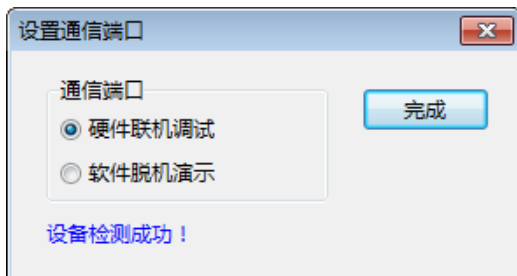 设置通信端口
通信端口
硬件联机调试
完成
软件脱机演示
设备检测成功！